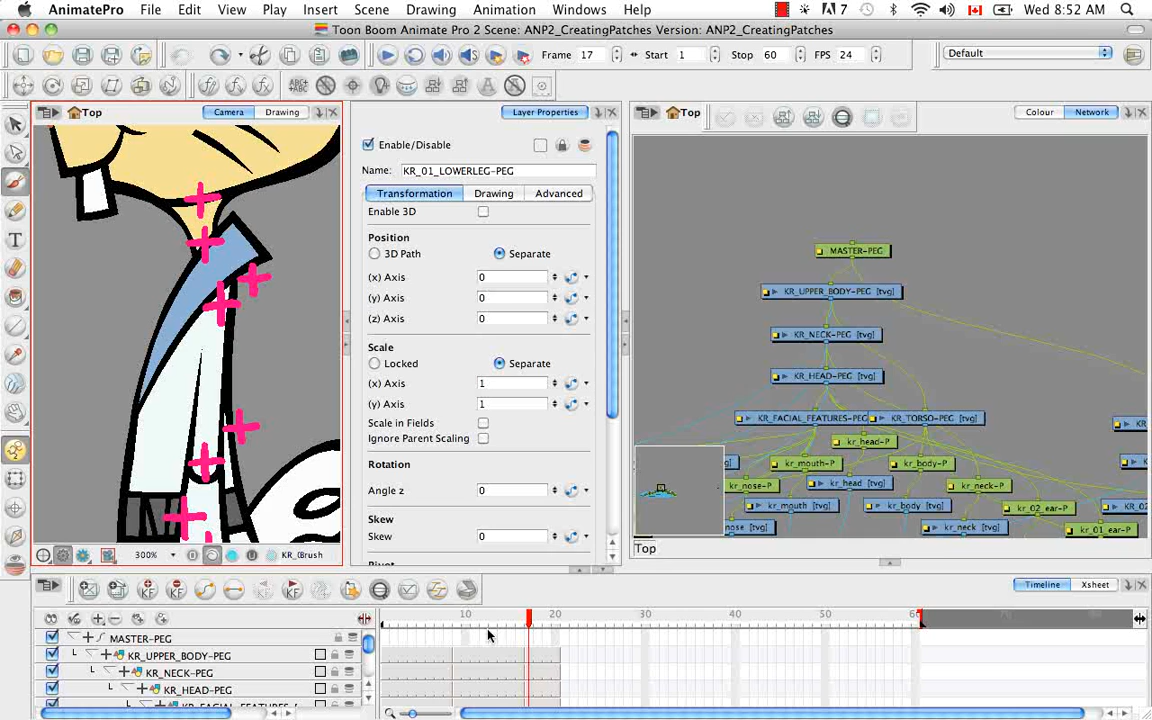 AnimatePro File Edit View Play Insert Scene Drawing Animation Windows Help 7 Wed 8:52 AM
Toon Boom Animate Pro 2 Scene: ANP2_CreatingPatches Version: ANP2_CreatingPatches
Frame 17 Start 1 Stop 60 FPS 24 Default
Top Camera Drawing Layer Properties Top Colour Network
Enable/Disable
Name: KR_01_LOWERLEG-PEG
Transformation Drawing Advanced
Enable 3D
Position
3D Path Separate
(x) Axis 0
(y) Axis 0
(z) Axis 0
Scale
Locked Separate
(x) Axis 1
(y) Axis 1
Scale in Fields
Ignore Parent Scaling
Rotation
Angle z 0
Skew
Skew 0
MASTER-PEG
KR_UPPER_BODY-PEG [tvg]
KR_NECK-PEG [tvg]
KR_HEAD-PEG [tvg]
KR_FACIAL_FEATURES-PEG KR_TORSO-PEG [tvg]
kr_head-P
kr_mouth-P kr_body-P
kr_nose-P kr_head [tvg] kr_neck-P
kr_mouth [tvg] kr_body [tvg] kr_02_ear-P
nose [tvg] kr_neck [tvg] kr_01_ear-P
Top
300%
Timeline Xsheet
10 20 30 40 50
MASTER-PEG
KR_UPPER_BODY-PEG
KR_NECK-PEG
KR_HEAD-PEG